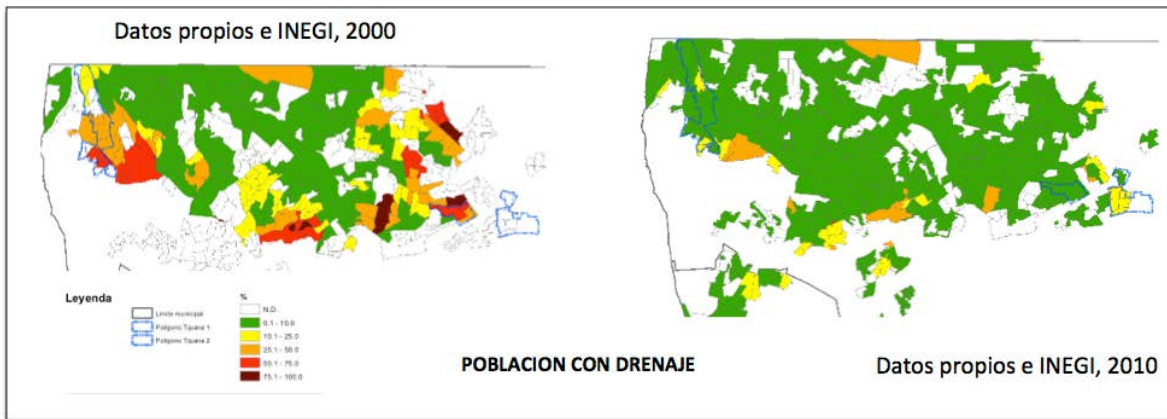 Datos propios e INEGI, 2000
Leyenda
Límite municipal
Polígono Tijuana 1
Polígono Tijuana 2
%
N.D.
0.1 - 10.0
10.1 - 25.0
25.1 - 50.0
50.1 - 75.0
75.1 - 100.0
POBLACION CON DRENAJE
Datos propios e INEGI, 2010